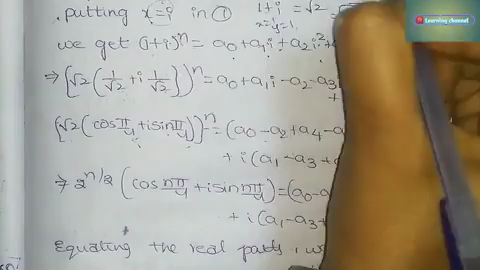 putting x=i in ① 1+i = √2
x=1, y=1.
Learning channel
we get (1+i)ⁿ = a₀+a₁i+a₂i²+
⇒ {√2 (1/√2 + i 1/√2)}ⁿ = a₀+a₁i-a₂-a₃
+
{√2 (cos π/4 + i sin π/4)}ⁿ = (a₀-a₂+a₄-a
+ i(a₁-a₃+
⇒ 2^(n/2) (cos nπ/4 + i sin nπ/4) = (a₀-a
+ i(a₁-a₃+
Equating the real parts,